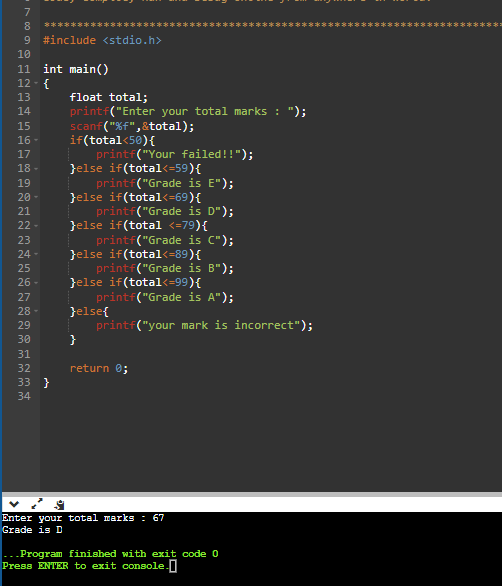 7
8 *******************************************************************************
9 #include <stdio.h>
10
11 int main()
12 {
13     float total;
14     printf("Enter your total marks : ");
15     scanf("%f",&total);
16     if(total<50){
17         printf("Your failed!!");
18     }else if(total<=59){
19         printf("Grade is E");
20     }else if(total<=69){
21         printf("Grade is D");
22     }else if(total <=79){
23         printf("Grade is C");
24     }else if(total<=89){
25         printf("Grade is B");
26     }else if(total<=99){
27         printf("Grade is A");
28     }else{
29         printf("your mark is incorrect");
30     }
31
32     return 0;
33 }
34
Enter your total marks : 67
Grade is D
...Program finished with exit code 0
Press ENTER to exit console.